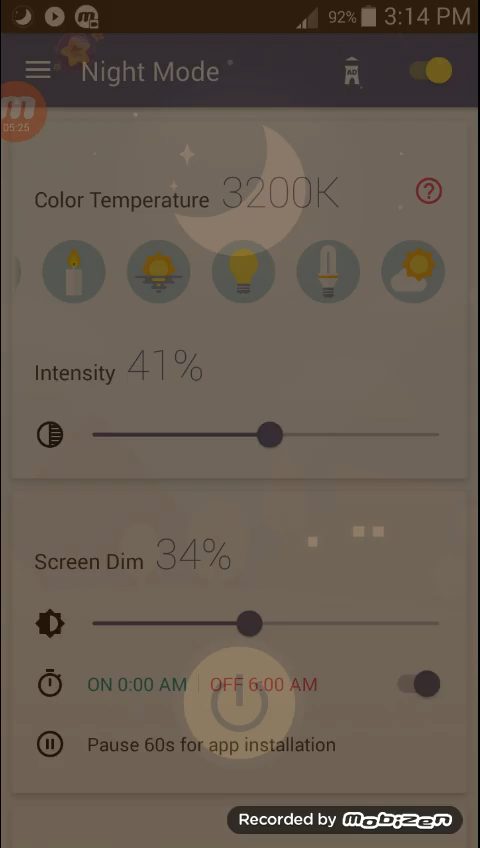 92% 3:14 PM
Night Mode
AD
m
05:25
Color Temperature 3200K
?
Intensity 41%
Screen Dim 34%
ON 0:00 AM | OFF 6:00 AM
Pause 60s for app installation
Recorded by Mobizen